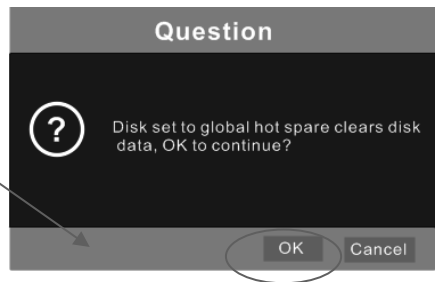 Question
?
Disk set to global hot spare clears disk
data, OK to continue?
OK Cancel